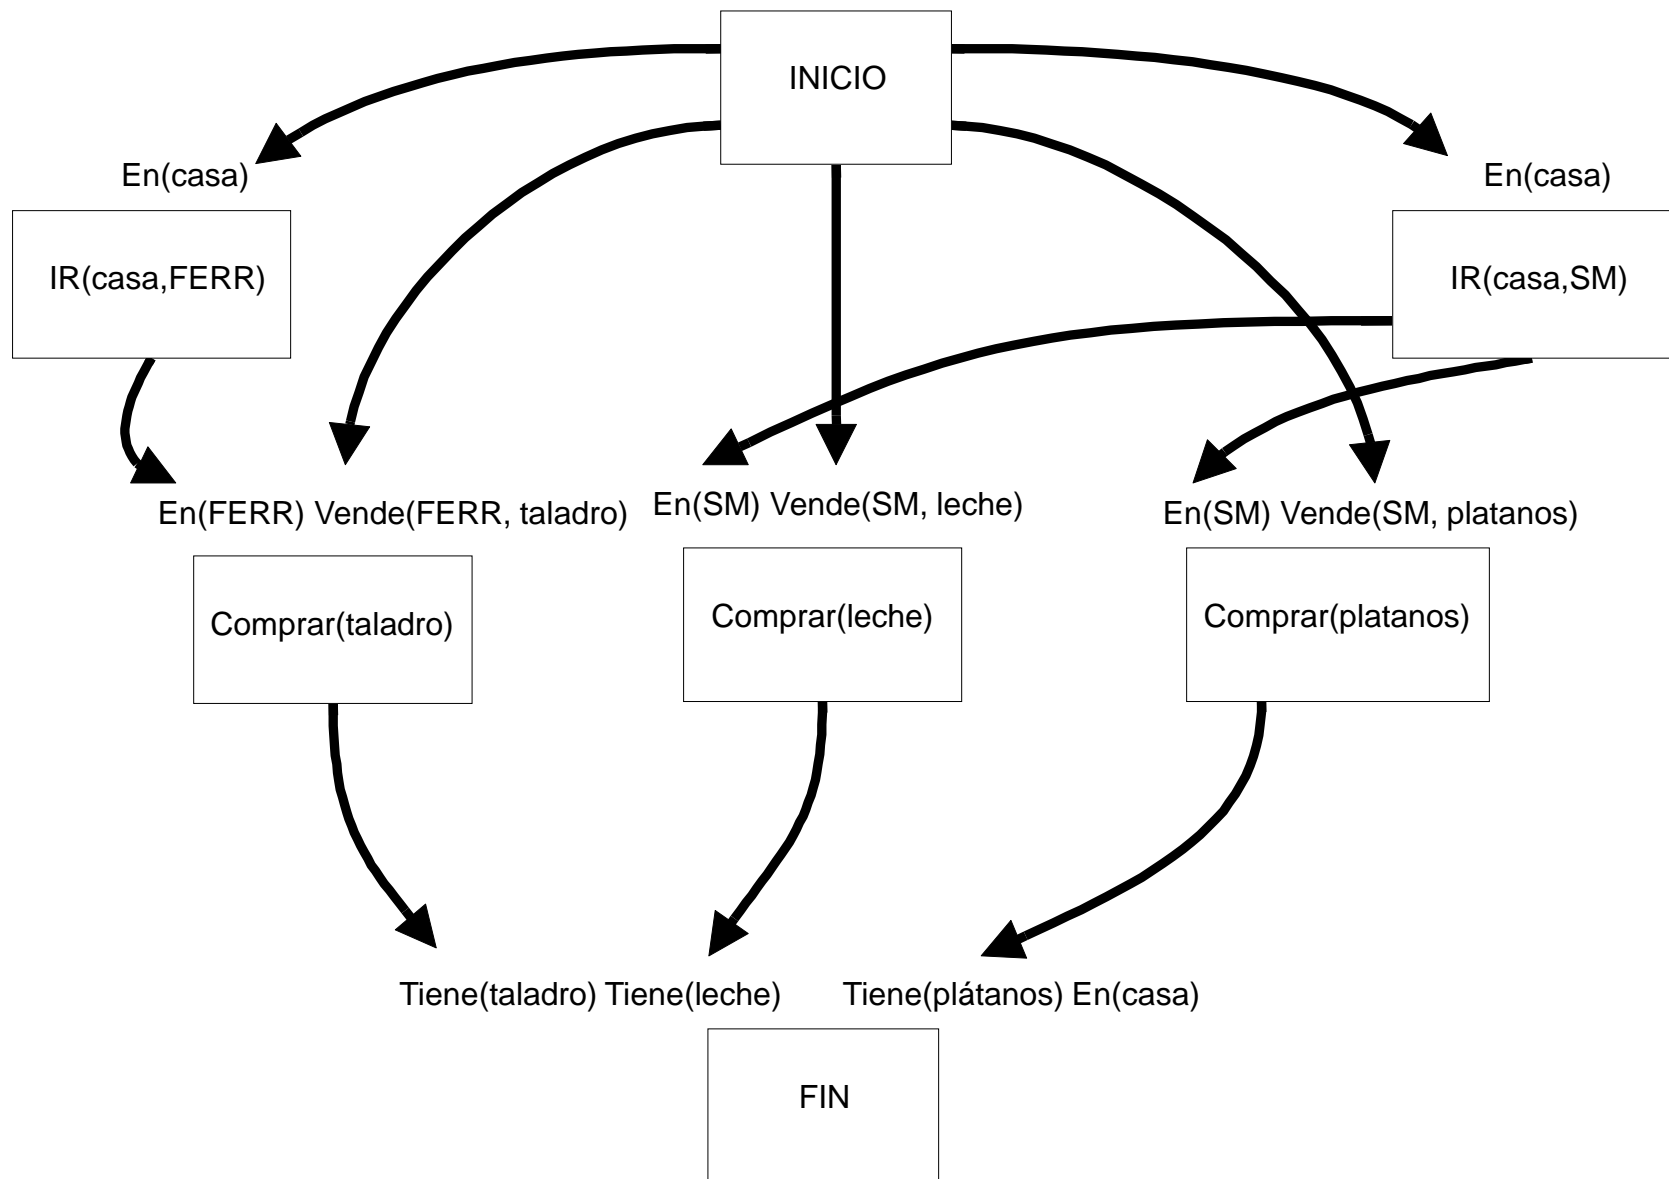 INICIO
En(casa)
En(casa)
IR(casa,FERR)
IR(casa,SM)
En(FERR) Vende(FERR, taladro)
En(SM) Vende(SM, leche)
En(SM) Vende(SM, platanos)
Comprar(taladro)
Comprar(leche)
Comprar(platanos)
Tiene(taladro) Tiene(leche)
Tiene(plátanos) En(casa)
FIN